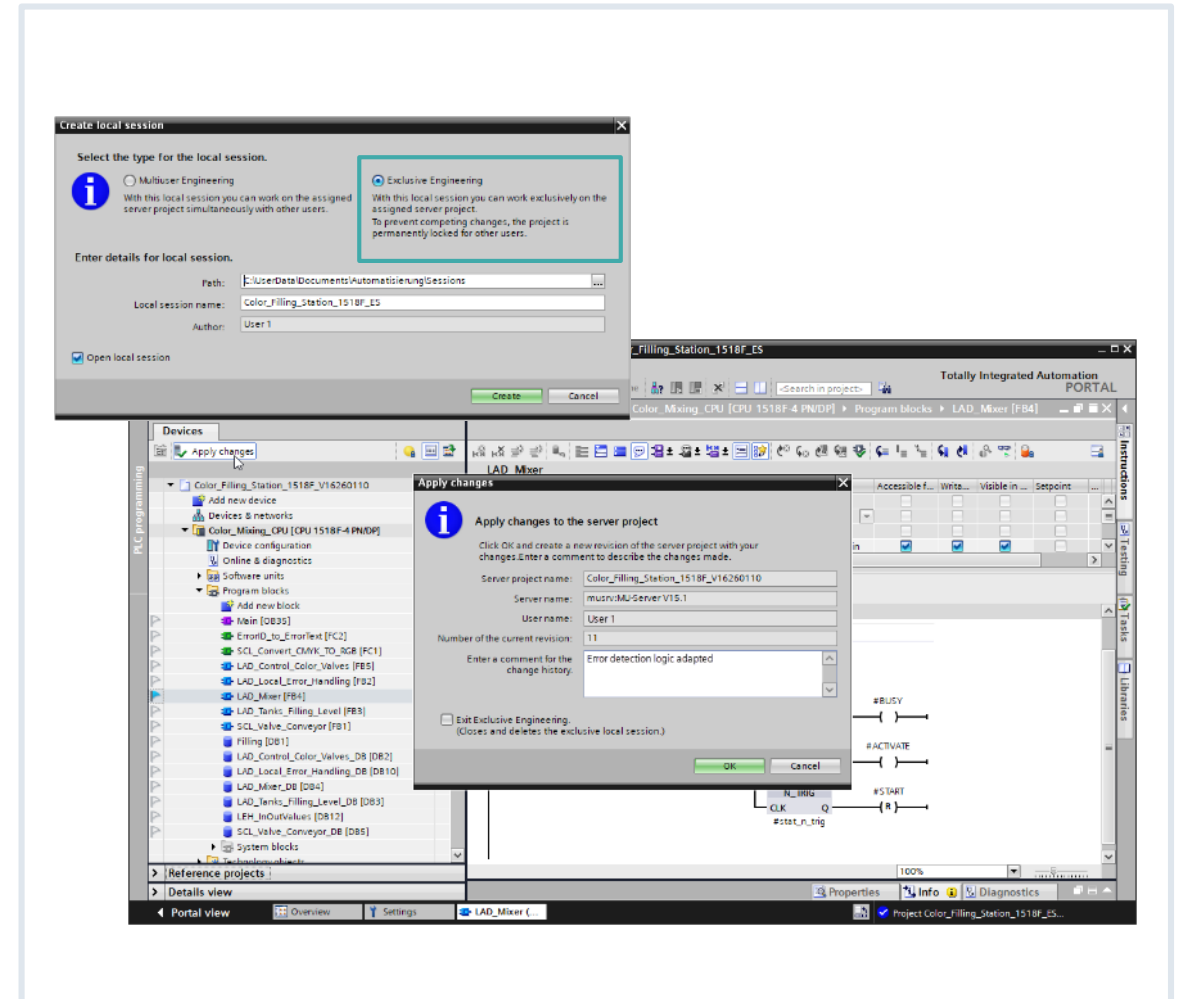 Create local session
Select the type for the local session.
Multiuser Engineering
With this local session you can work on the assigned
server project simultaneously with other users.
Exclusive Engineering
With this local session you can work exclusively on the
assigned server project.
To prevent competing changes, the project is
permanently locked for other users.
Enter details for local session.
Path: C:\UserData\Documents\Automatisierung\Sessions
Local session name: Color_Filling_Station_1518F_ES
Author: User 1
Open local session
Create Cancel
_Filling_Station_1518F_ES
Totally Integrated Automation
PORTAL
<Search in project>
Color_Mixing_CPU [CPU 1518F-4 PN/DP] Program blocks LAD_Mixer [FB4]
Devices
Apply changes
PLC programming
Color_Filling_Station_1518F_V16260110
Add new device
Devices & networks
Color_Mixing_CPU [CPU 1518F-4 PN/DP]
Device configuration
Online & diagnostics
Software units
Program blocks
Add new block
Main [OB35]
ErrorID_to_ErrorText [FC2]
SCL_Convert_CMYK_TO_RGB [FC1]
LAD_Control_Color_Valves [FB5]
LAD_Local_Error_Handling [FB2]
LAD_Mixer [FB4]
LAD_Tanks_Filling_Level [FB3]
SCL_Valve_Conveyor [FB1]
Filling [DB1]
LAD_Control_Color_Valves_DB [DB2]
LAD_Local_Error_Handling_DB [DB10]
LAD_Mixer_DB [DB4]
LAD_Tanks_Filling_Level_DB [DB3]
LEH_InOutValues [DB12]
SCL_Valve_Conveyor_DB [DB5]
System blocks
Technology objects
Reference projects
Details view
LAD_Mixer
Accessible f... Writa... Visible in ... Setpoint ...
in
Apply changes
Apply changes to the server project
Click OK and create a new revision of the server project with your
changes.Enter a comment to describe the changes made.
Server project name: Color_Filling_Station_1518F_V16260110
Server name: musrv:MU-Server V15.1
User name: User 1
Number of the current revision: 11
Enter a comment for the
change history.
Error detection logic adapted
Exit Exclusive Engineering.
(Closes and deletes the exclusive local session.)
OK Cancel
#BUSY
#ACTIVATE
#START
N_TRIG
CLK Q
R
#stat_n_trig
100%
Instructions
Testing
Tasks
Libraries
Properties Info Diagnostics
Portal view Overview Settings LAD_Mixer (... Project Color_Filling_Station_1518F_ES...